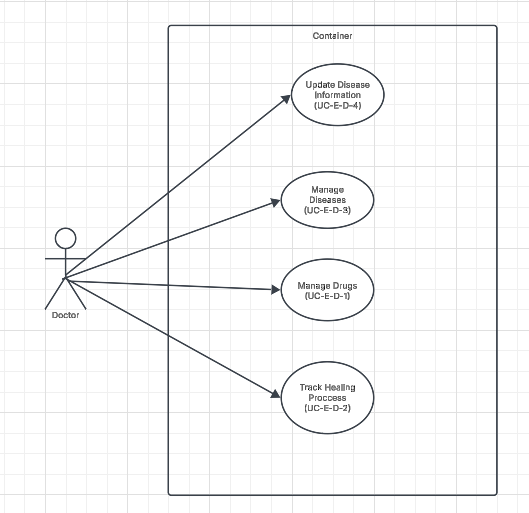 Container
Update Disease
Information
(UC-E-D-4)
Manage
Diseases
(UC-E-D-3)
Manage Drugs
(UC-E-D-1)
Doctor
Track Healing
Proccess
(UC-E-D-2)